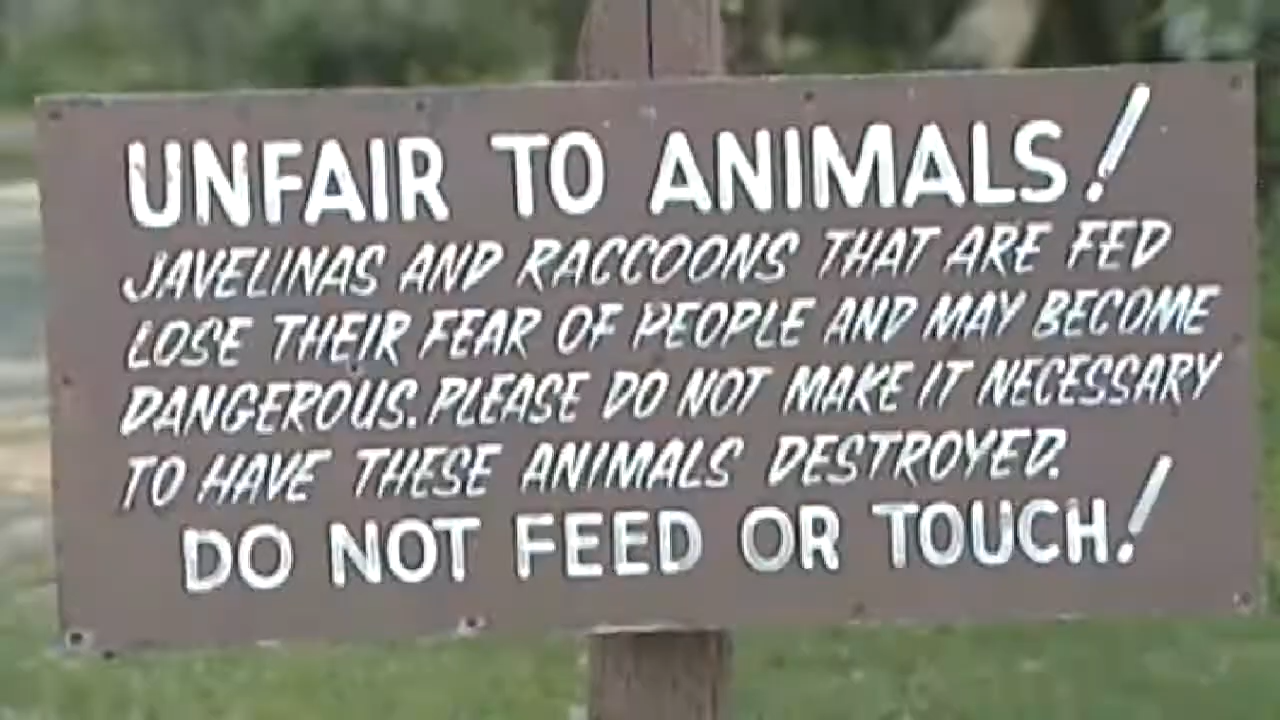 UNFAIR TO ANIMALS!
JAVELINAS AND RACCOONS THAT ARE FED
LOSE THEIR FEAR OF PEOPLE AND MAY BECOME
DANGEROUS. PLEASE DO NOT MAKE IT NECESSARY
TO HAVE THESE ANIMALS DESTROYED.
DO NOT FEED OR TOUCH!